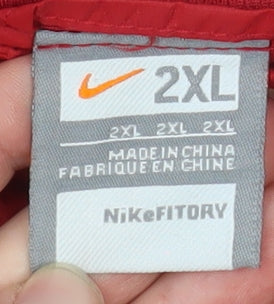 2XL
2XL 2XL 2XL
MADE IN CHINA
FABRIQUE EN CHINE
NiKeFITDRY